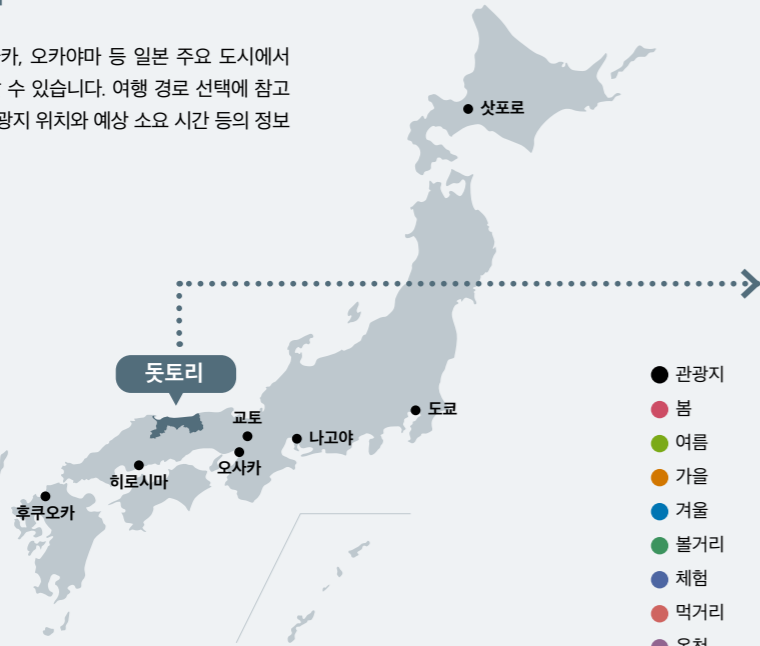 카, 오카야마 등 일본 주요 도시에서
수 있습니다. 여행 경로 선택에 참고
광지 위치와 예상 소요 시간 등의 정보
삿포로
돗토리
도쿄
교토
나고야
오사카
히로시마
후쿠오카
관광지
봄
여름
가을
겨울
볼거리
체험
먹거리